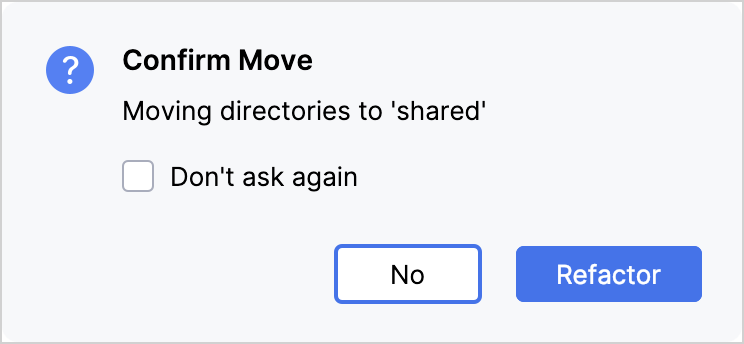 ?
Confirm Move
Moving directories to 'shared'
Don't ask again
No
Refactor